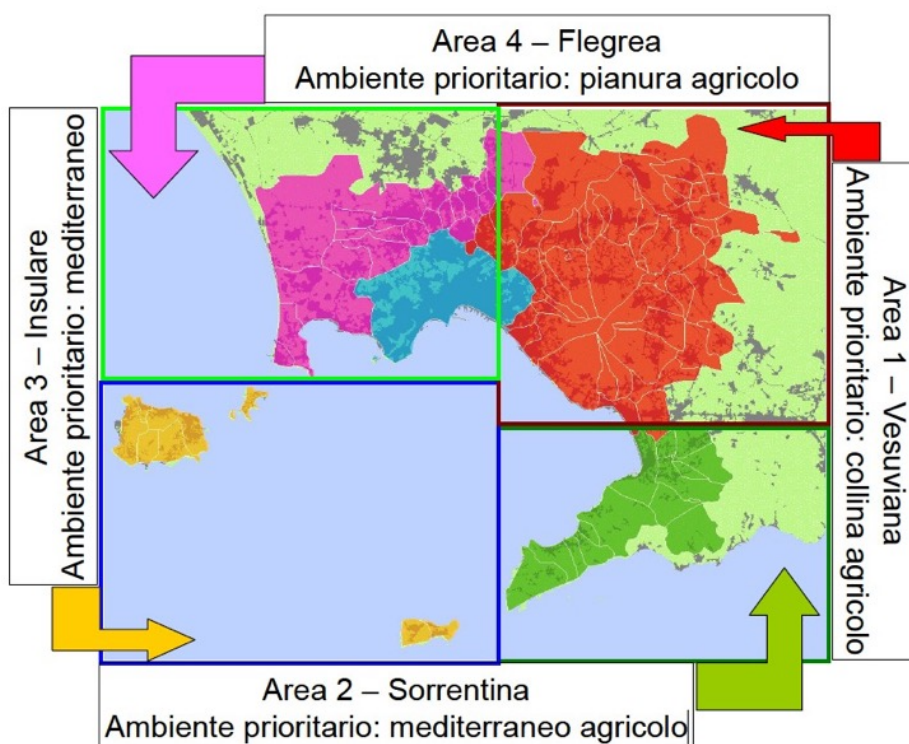 Area 4 – Flegrea
Ambiente prioritario: pianura agricolo
Area 3 – Insulare
Ambiente prioritario: mediterraneo
Area 1 – Vesuviana
Ambiente prioritario: collina agricolo
Area 2 – Sorrentina
Ambiente prioritario: mediterraneo agricolo